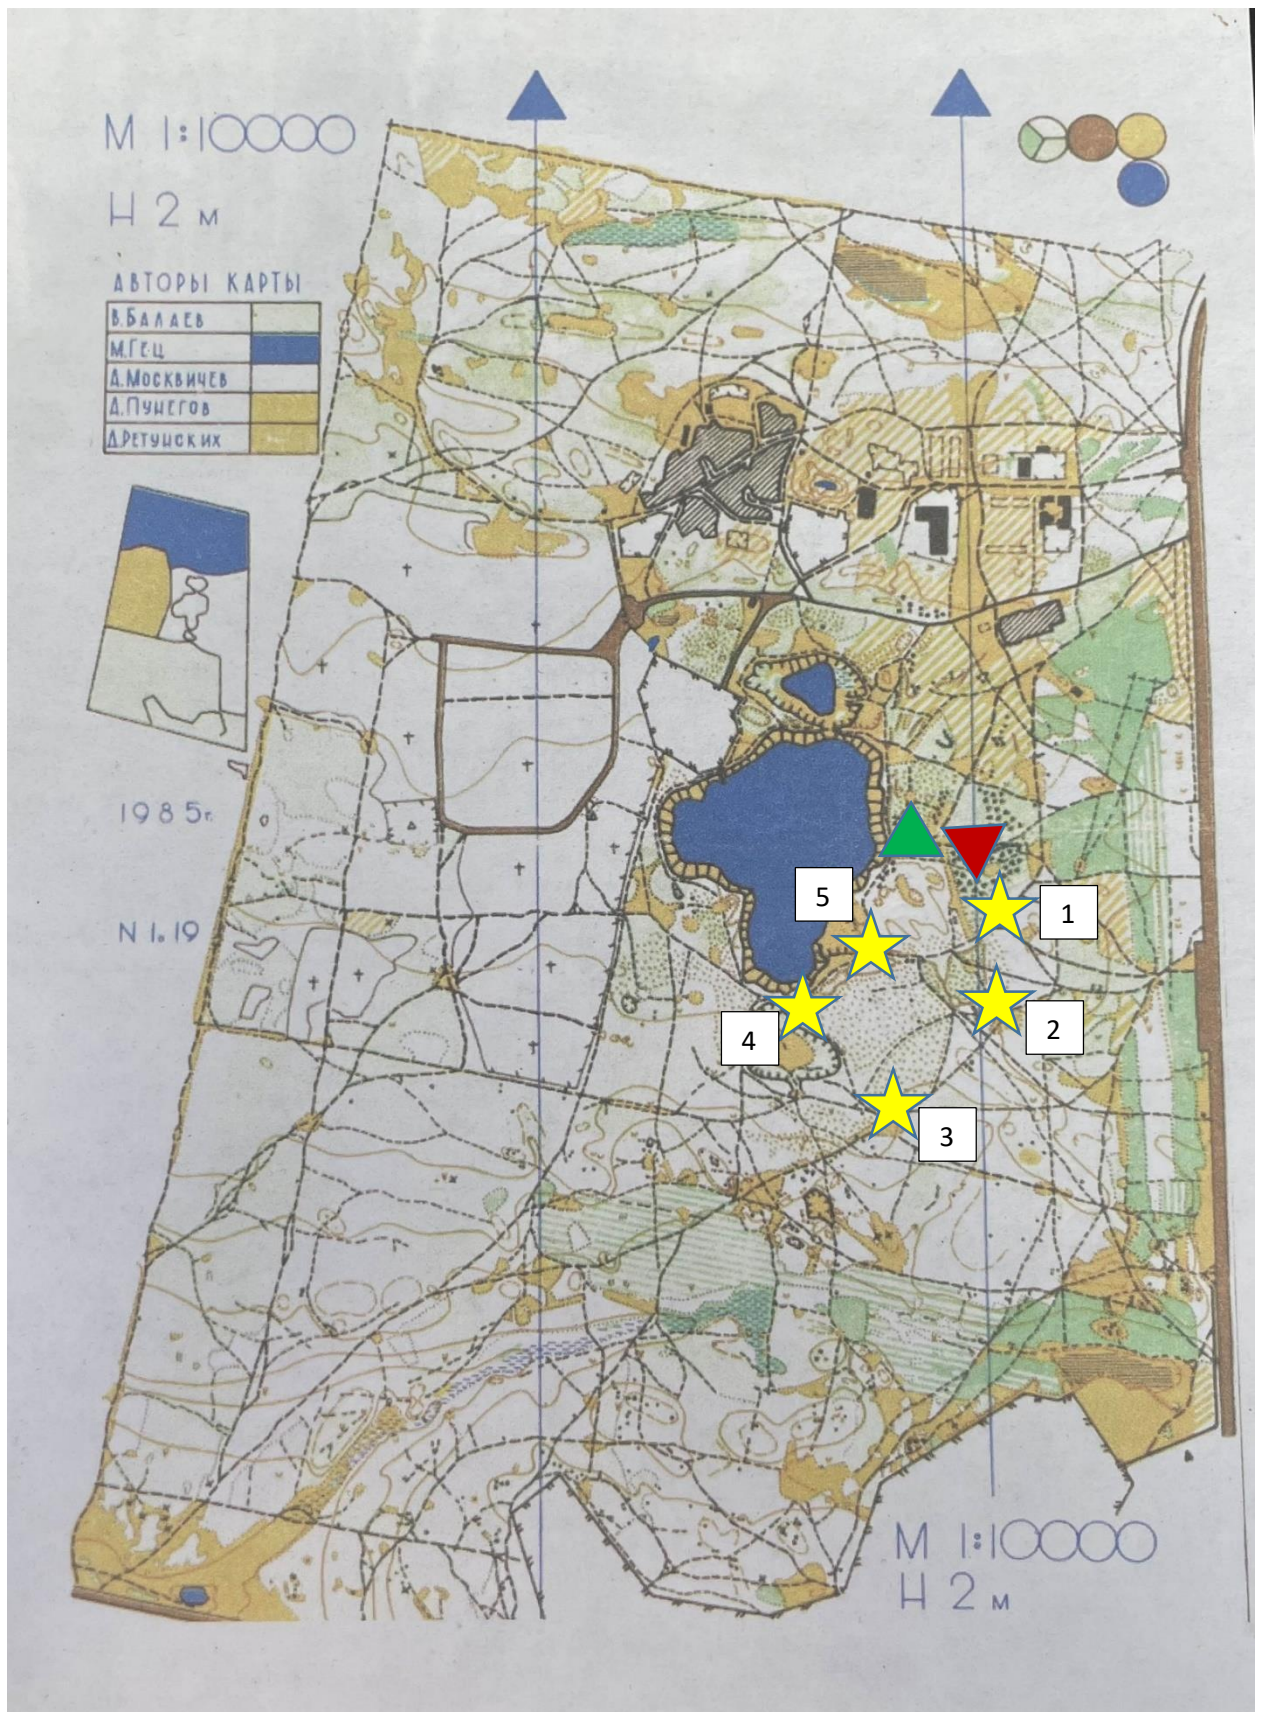 М 1:10000
Н 2 м
АВТОРЫ КАРТЫ
В.БАЛАЕВ
М.ГЕЦ
Д.МОСКВИЧЕВ
Д.ПУНЕГОВ
Д.РЕТУНСКИХ
1985г.
N 1.19
5
1
2
4
3
М 1:10000
Н 2 м